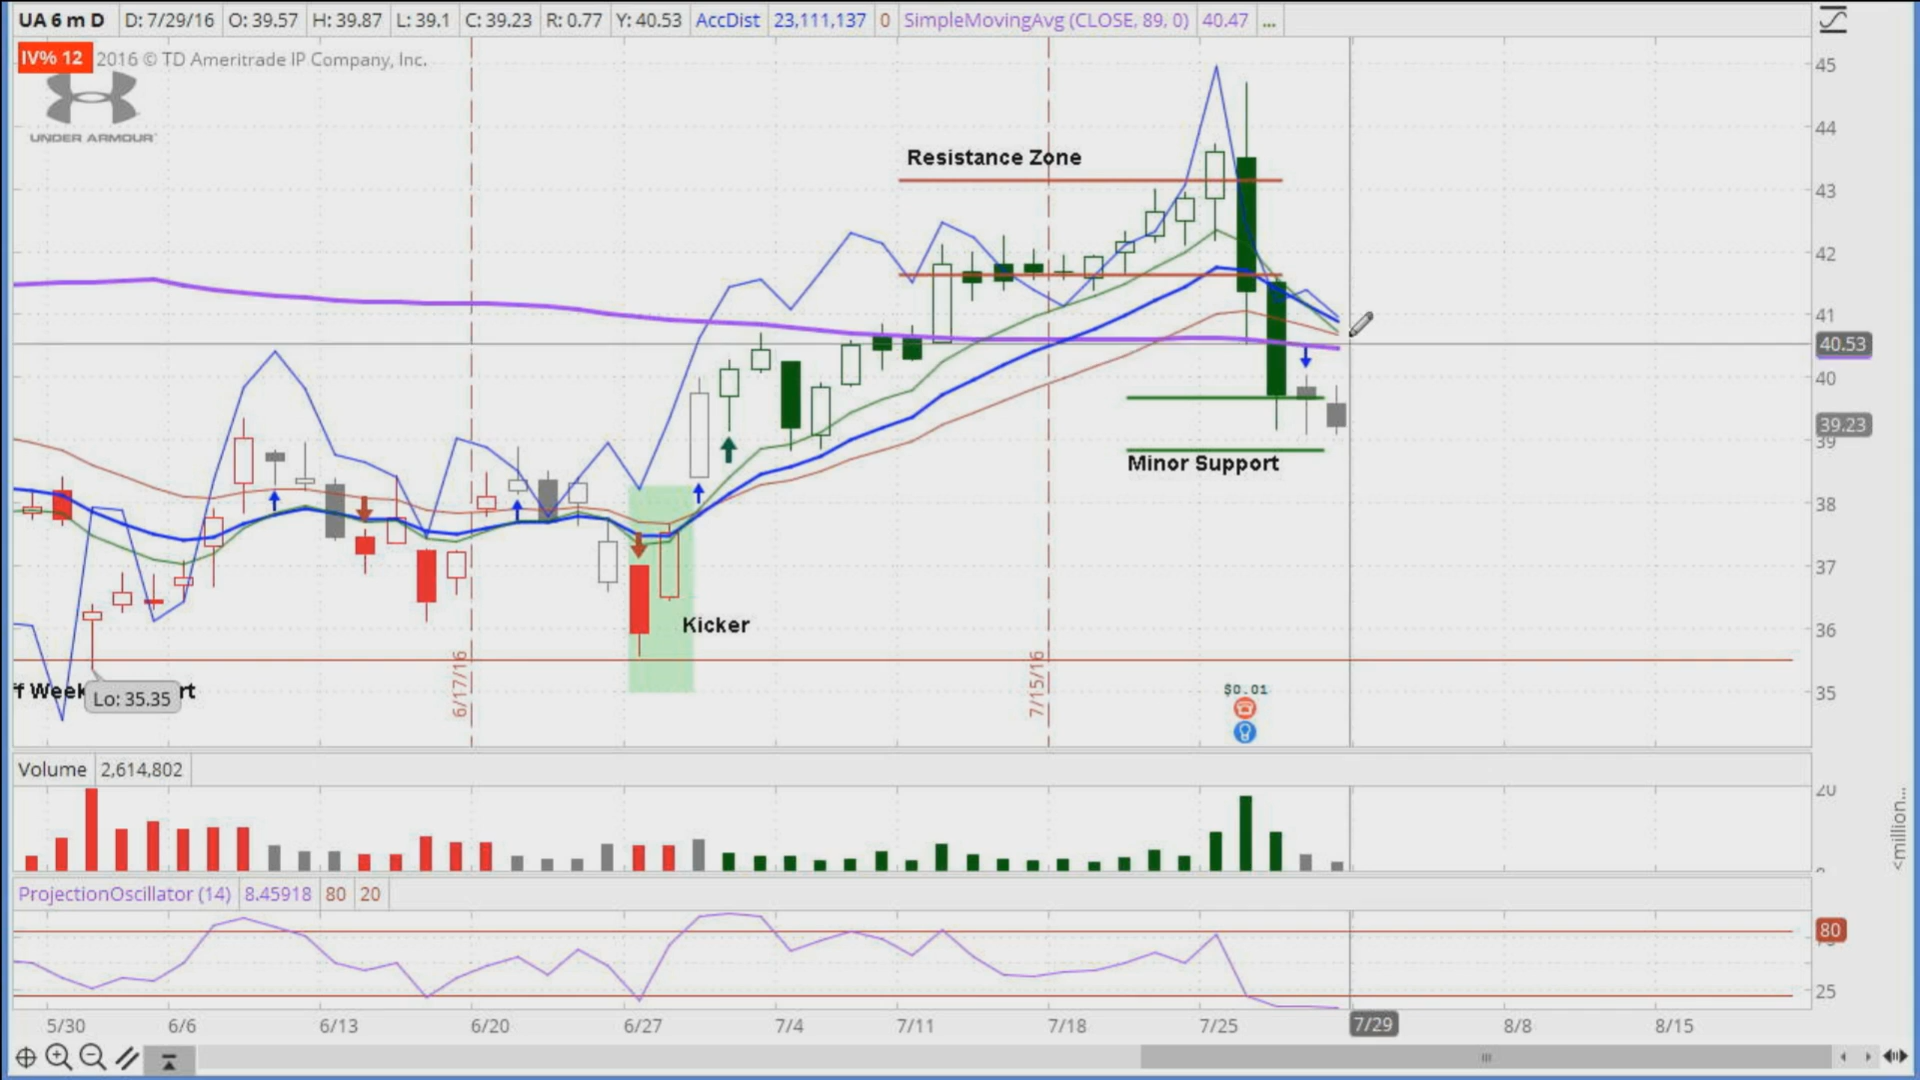 UA 6 m D D: 7/29/16 O: 39.57 H: 39.87 L: 39.1 C: 39.23 R: 0.77 Y: 40.53 AccDist 23,111,137 0 SimpleMovingAvg (CLOSE, 89, 0) 40.47 ...
IV% 12 2016 © TD Ameritrade IP Company, Inc.
UNDER ARMOUR
45
44
Resistance Zone
43
42
41
40.53
40
39.23
39
Minor Support
38
37
Kicker
36
35
6/17/16
7/15/16
f Week
Lo: 35.35
rt
$0.01
Volume 2,614,802
20
<million...
ProjectionOscillator (14) 8.45918 80 20
80
25
5/30 6/6 6/13 6/20 6/27 7/4 7/11 7/18 7/25 7/29 8/8 8/15